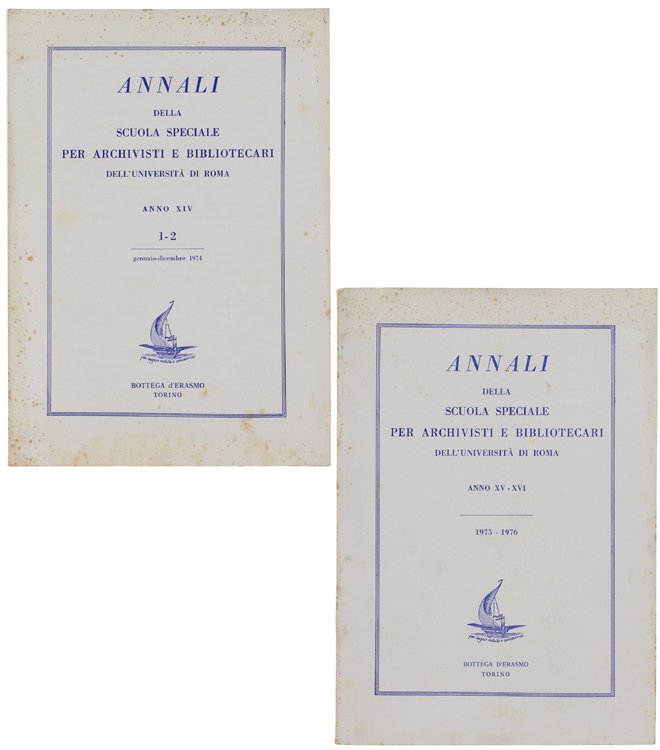 ANNALI
DELLA
SCUOLA SPECIALE
PER ARCHIVISTI E BIBLIOTECARI
DELL'UNIVERSITÀ DI ROMA
ANNO XIV
1-2
gennaio-dicembre 1974
BOTTEGA d'ERASMO
TORINO
ANNALI
DELLA
SCUOLA SPECIALE
PER ARCHIVISTI E BIBLIOTECARI
DELL'UNIVERSITÀ DI ROMA
ANNO XV - XVI
1975 - 1976
BOTTEGA D'ERASMO
TORINO